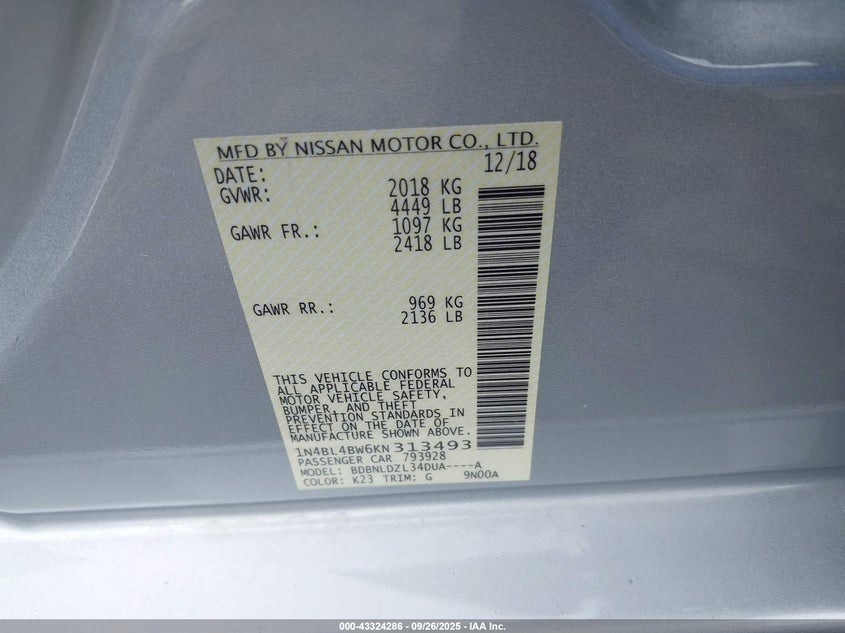 MFD BY NISSAN MOTOR CO., LTD.
DATE: 12/18
GVWR: 2018 KG
4449 LB
GAWR FR.: 1097 KG
2418 LB
GAWR RR.: 969 KG
2136 LB
THIS VEHICLE CONFORMS TO
ALL APPLICABLE FEDERAL
MOTOR VEHICLE SAFETY,
BUMPER, AND THEFT
PREVENTION STANDARDS IN
EFFECT ON THE DATE OF
MANUFACTURE SHOWN ABOVE.
1N4BL4BW6KN313493
PASSENGER CAR 793928
MODEL: BDBNLDZL34DUA----A
COLOR: K23 TRIM: G 9N00A
000-43324286 - 09/26/2025 - IAA Inc.